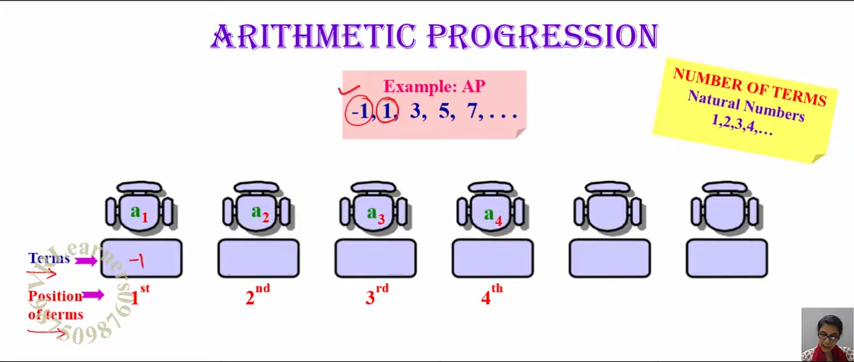 ARITHMETIC PROGRESSION
Example: AP
-1, 1, 3, 5, 7, . . .
NUMBER OF TERMS
Natural Numbers
1,2,3,4,...
a1 a2 a3 a4
Terms -1
Position of terms 1st 2nd 3rd 4th